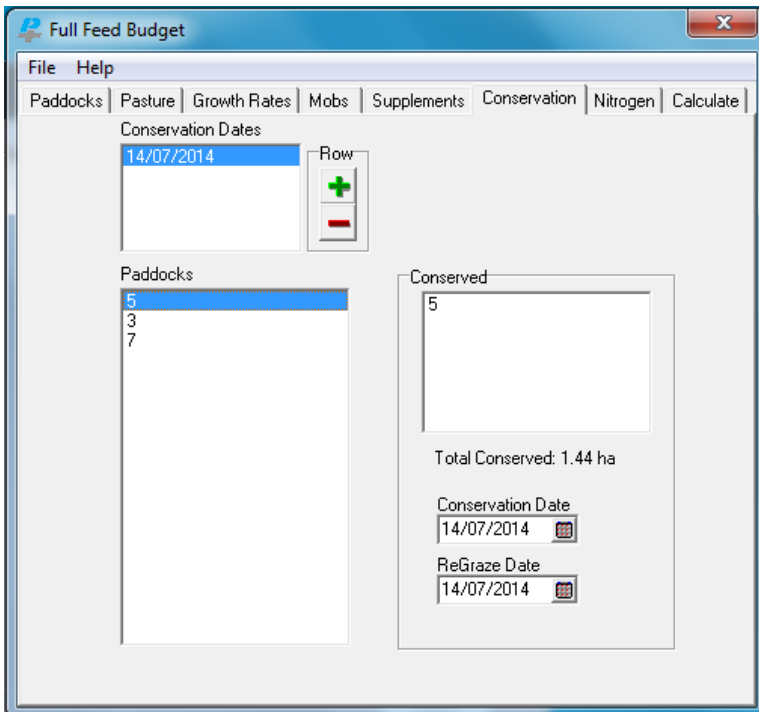 Full Feed Budget
File Help
Paddocks Pasture Growth Rates Mobs Supplements Conservation Nitrogen Calculate
Conservation Dates
14/07/2014
Row
Paddocks
5
3
7
Conserved
5
Total Conserved: 1.44 ha
Conservation Date
14/07/2014
ReGraze Date
14/07/2014